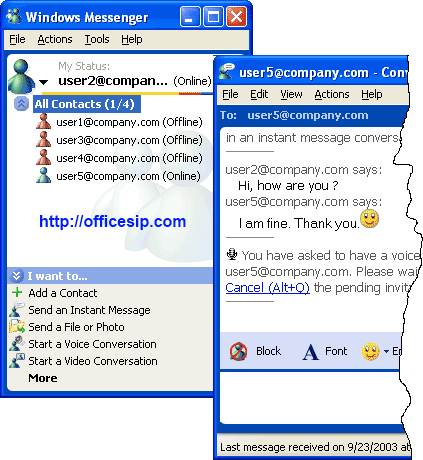 Windows Messenger
File Actions Tools Help
My Status:
user2@compan... (Online)
All Contacts (1/4)
user1@company.com (Offline)
user3@company.com (Offline)
user4@company.com (Offline)
user5@company.com (Online)
http://officesip.com
I want to...
Add a Contact
Send an Instant Message
Send a File or Photo
Start a Voice Conversation
Start a Video Conversation
More
user5@company.com - Conv
File Edit View Actions Help
To: user5@company.com
in an instant message convers
user2@company.com says:
Hi, how are you ?
user5@company.com says:
I am fine. Thank you.
You have asked to have a voice
user5@company.com. Please wai
Cancel (Alt+Q) the pending invit
Block Font En
Last message received on 9/23/2003 at